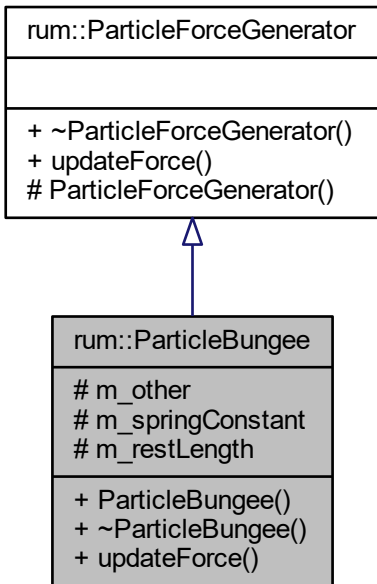 rum::ParticleForceGenerator
+ ~ParticleForceGenerator()
+ updateForce()
# ParticleForceGenerator()
rum::ParticleBungee
# m_other
# m_springConstant
# m_restLength
+ ParticleBungee()
+ ~ParticleBungee()
+ updateForce()